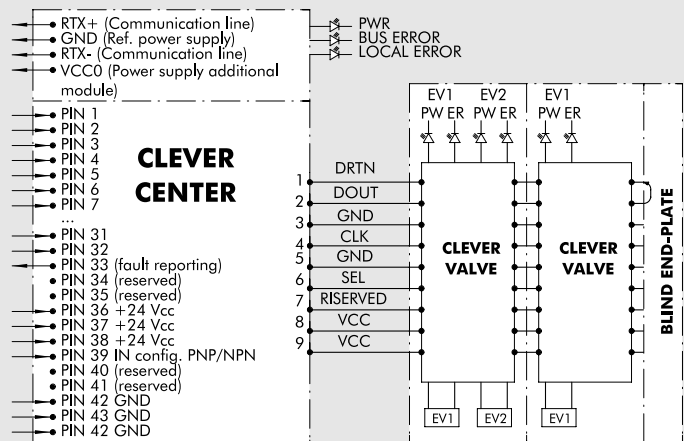 RTX+ (Communication line)
GND (Ref. power supply)
RTX- (Communication line)
VCC0 (Power supply additional
module)
PWR
BUS ERROR
LOCAL ERROR
PIN 1
PIN 2
PIN 3
PIN 4
PIN 5
PIN 6
PIN 7
...
PIN 31
PIN 32
PIN 33 (fault reporting)
PIN 34 (reserved)
PIN 35 (reserved)
PIN 36 +24 Vcc
PIN 37 +24 Vcc
PIN 38 +24 Vcc
PIN 39 IN config. PNP/NPN
PIN 40 (reserved)
PIN 41 (reserved)
PIN 42 GND
PIN 43 GND
PIN 42 GND
CLEVER
CENTER
1 DRTN
2 DOUT
3 GND
4 CLK
5 GND
6 SEL
7 RISERVED
8 VCC
9 VCC
EV1 EV2
PW ER PW ER
CLEVER
VALVE
EV1 EV2
EV1
PW ER
CLEVER
VALVE
EV1
BLIND END-PLATE